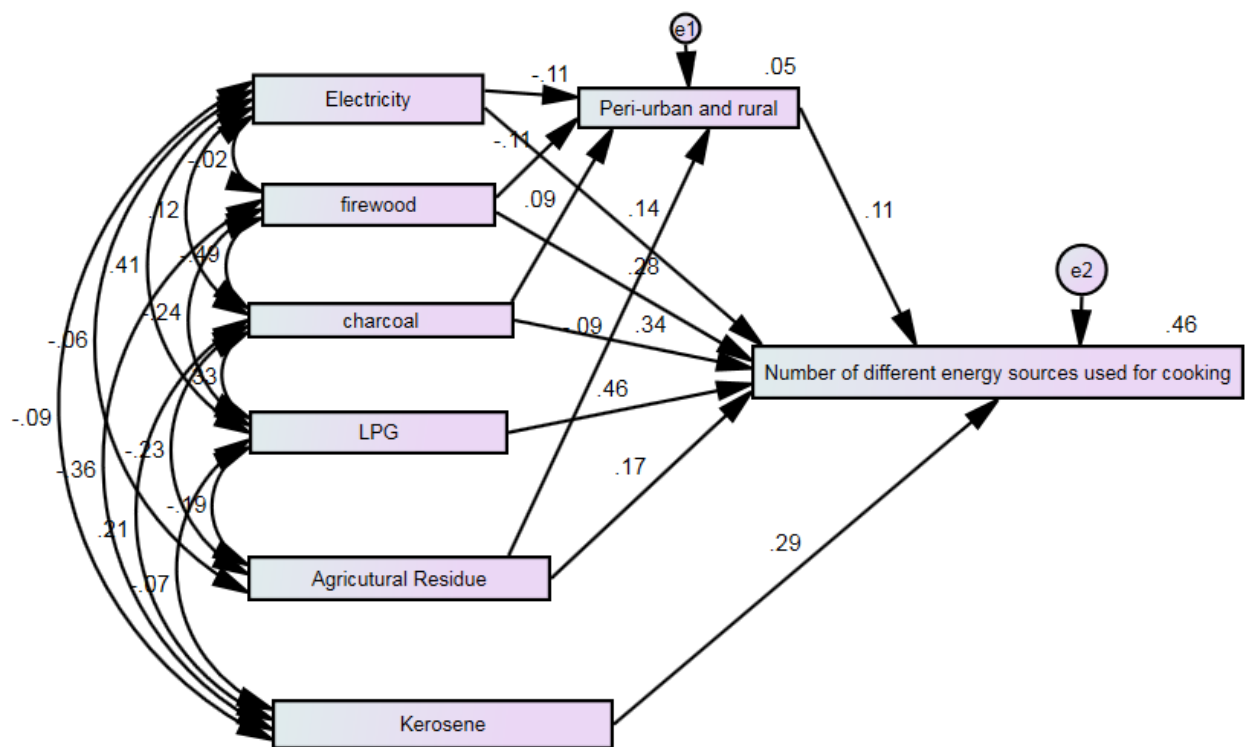 e1
.05
-.11
Electricity
Peri-urban and rural
-.11
-.02
firewood
.09
.14
.11
.12
-.49
.41
.28
e2
-.24
charcoal
-.09
.34
.46
-.06
Number of different energy sources used for cooking
.33
.46
-.09
LPG
-.36
-.23
.17
-.19
.21
.29
-.07
Agricutural Residue
Kerosene